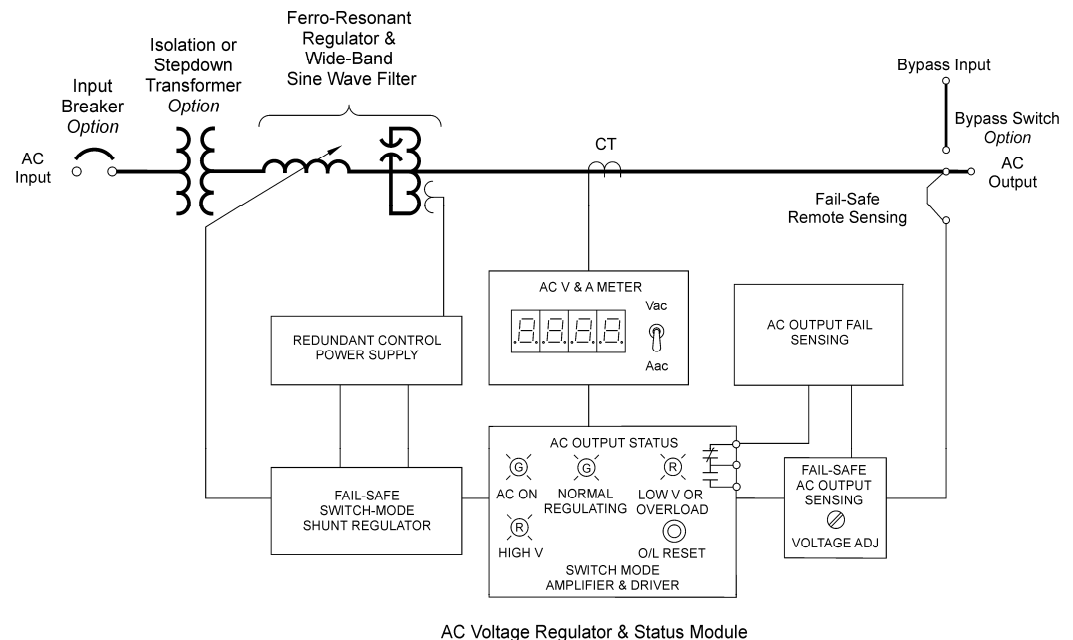 Ferro-Resonant
Regulator &
Wide-Band
Sine Wave Filter
Isolation or
Stepdown
Transformer
Option
Input
Breaker
Option
AC
Input
CT
Bypass Input
Bypass Switch
Option
AC
Output
Fail-Safe
Remote Sensing
AC V & A METER
Vac
8.8.8.8
Aac
REDUNDANT CONTROL
POWER SUPPLY
AC OUTPUT FAIL
SENSING
AC OUTPUT STATUS
G
G
R
AC ON
NORMAL
REGULATING
LOW V OR
OVERLOAD
R
HIGH V
O/L RESET
SWITCH MODE
AMPLIFIER & DRIVER
FAIL-SAFE
SWITCH-MODE
SHUNT REGULATOR
FAIL-SAFE
AC OUTPUT
SENSING
VOLTAGE ADJ
AC Voltage Regulator & Status Module